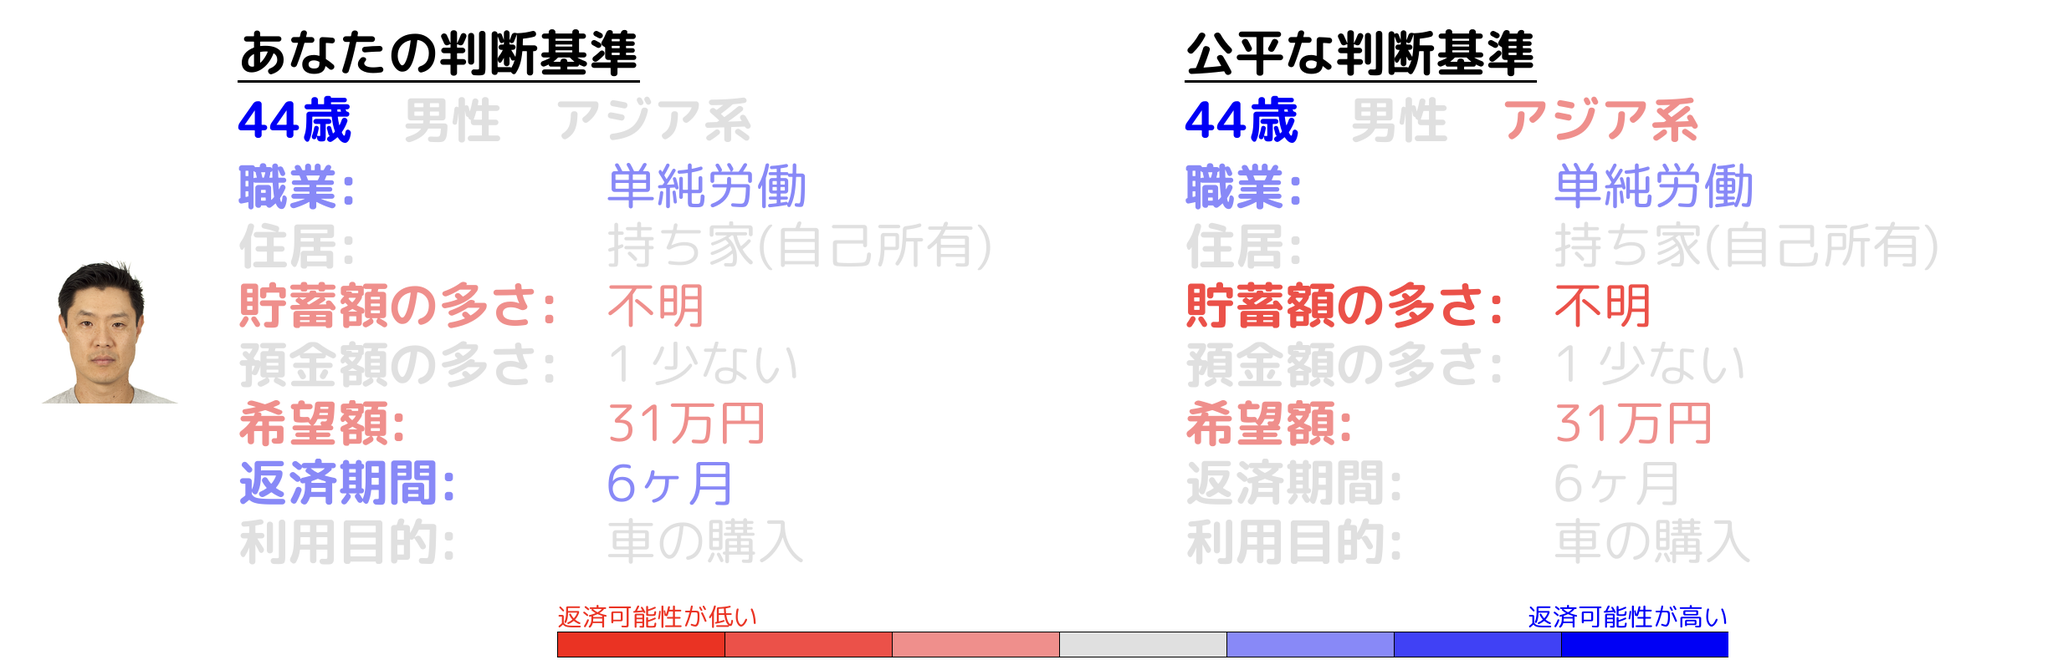 あなたの判断基準
44歳 男性 アジア系
職業: 単純労働
住居: 持ち家(自己所有)
貯蓄額の多さ: 不明
預金額の多さ: 1 少ない
希望額: 31万円
返済期間: 6ヶ月
利用目的: 車の購入
公平な判断基準
44歳 男性 アジア系
職業: 単純労働
住居: 持ち家(自己所有)
貯蓄額の多さ: 不明
預金額の多さ: 1 少ない
希望額: 31万円
返済期間: 6ヶ月
利用目的: 車の購入
返済可能性が低い
返済可能性が高い